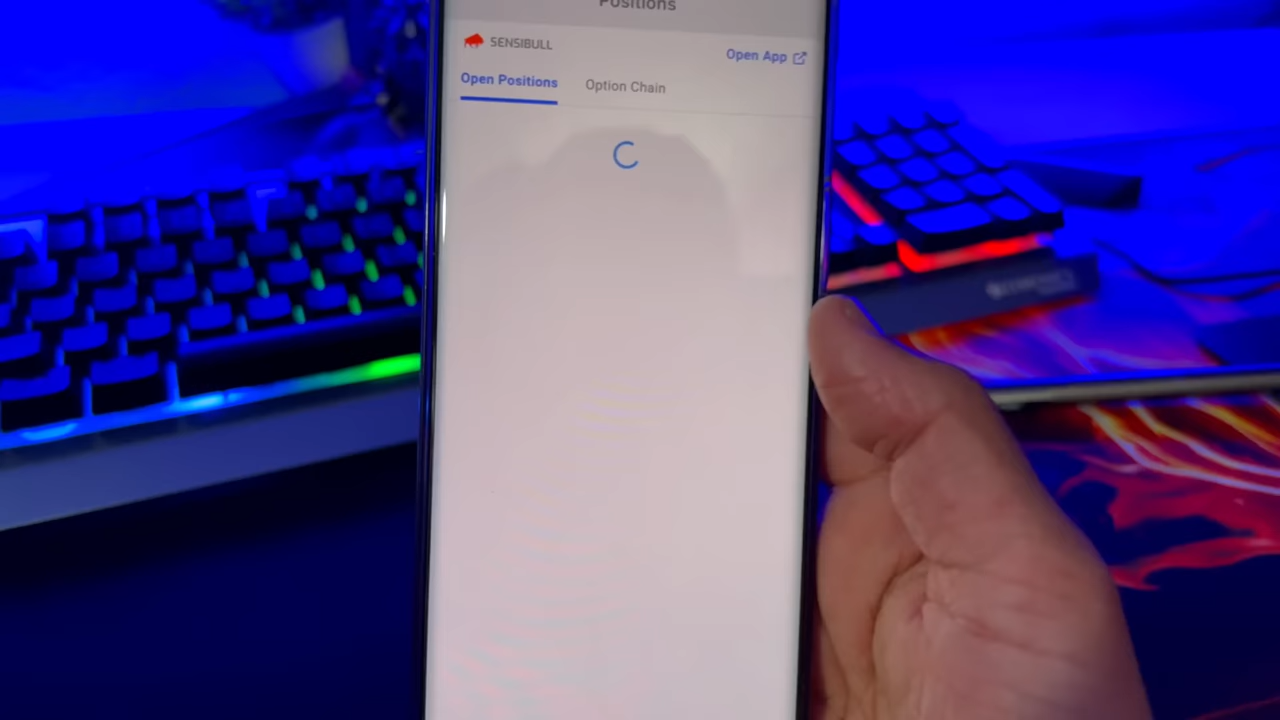 Positions
SENSIBULL
Open App
Open Positions
Option Chain